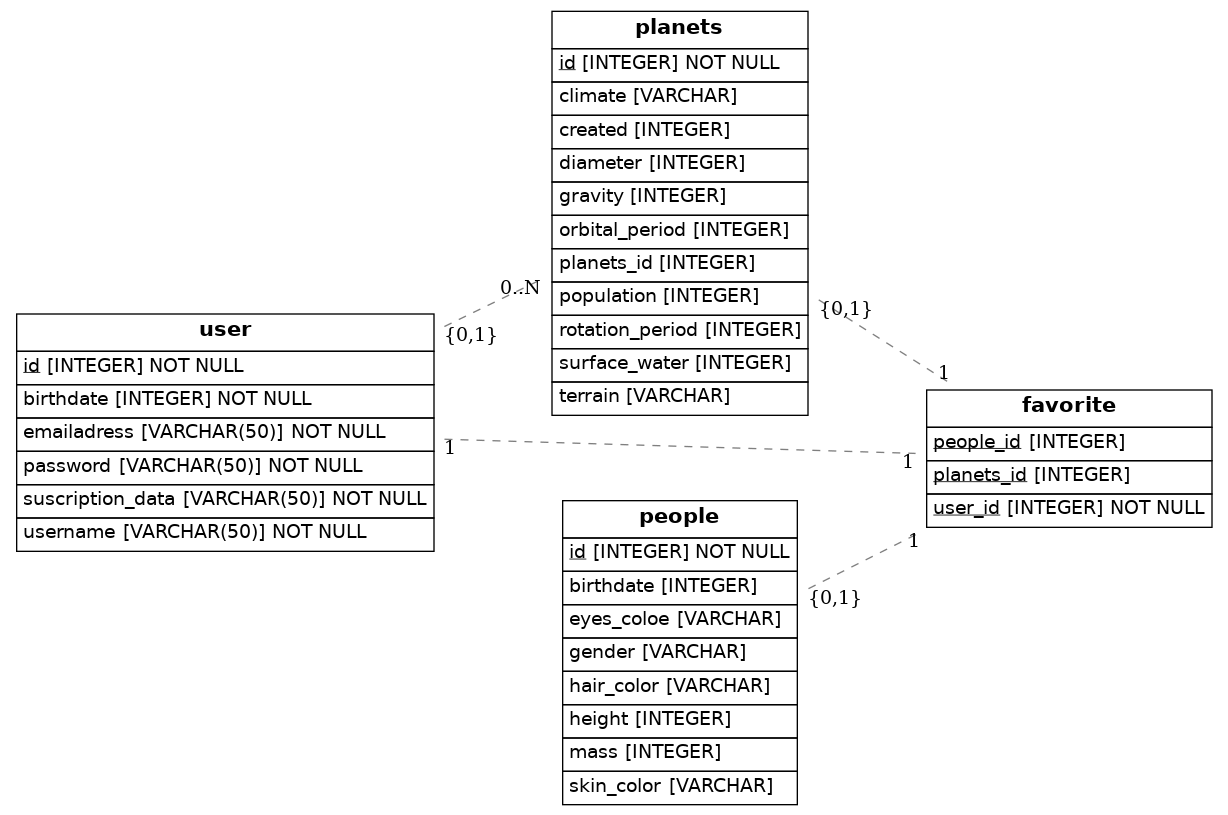 planets
id [INTEGER] NOT NULL
climate [VARCHAR]
created [INTEGER]
diameter [INTEGER]
gravity [INTEGER]
orbital_period [INTEGER]
planets_id [INTEGER]
population [INTEGER]
rotation_period [INTEGER]
surface_water [INTEGER]
terrain [VARCHAR]
0..N
{0,1}
{0,1}
1
user
id [INTEGER] NOT NULL
birthdate [INTEGER] NOT NULL
emailadress [VARCHAR(50)] NOT NULL
password [VARCHAR(50)] NOT NULL
suscription_data [VARCHAR(50)] NOT NULL
username [VARCHAR(50)] NOT NULL
1
1
favorite
people_id [INTEGER]
planets_id [INTEGER]
user_id [INTEGER] NOT NULL
1
{0,1}
people
id [INTEGER] NOT NULL
birthdate [INTEGER]
eyes_coloe [VARCHAR]
gender [VARCHAR]
hair_color [VARCHAR]
height [INTEGER]
mass [INTEGER]
skin_color [VARCHAR]